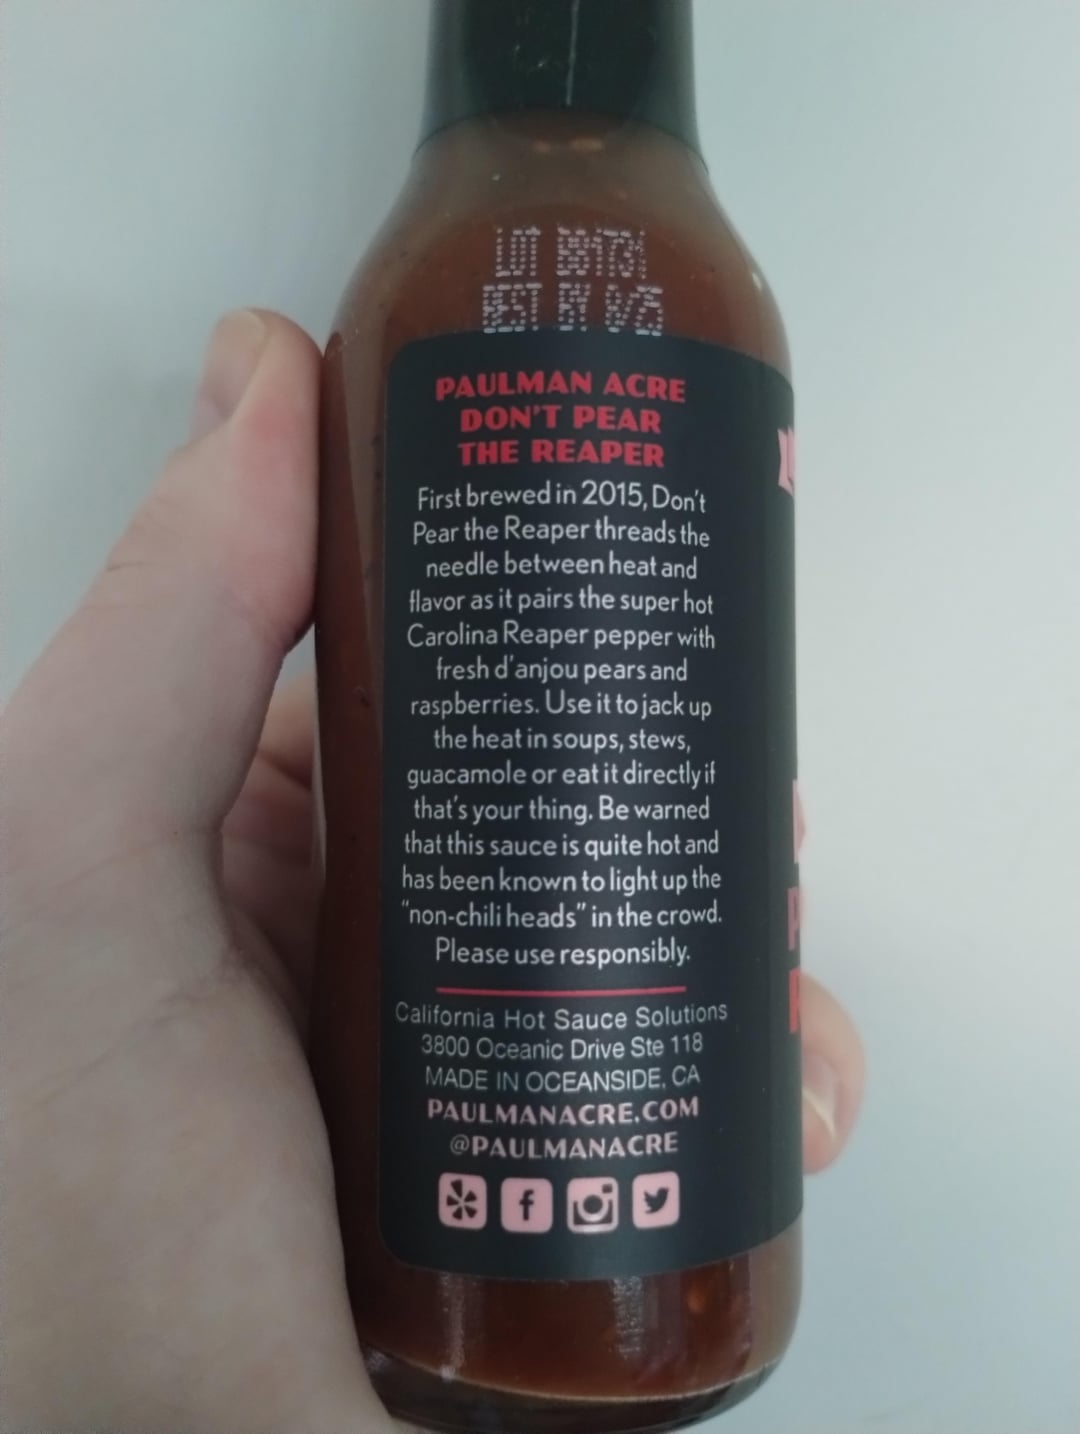 LOT
BEST BY
PAULMAN ACRE
DON'T PEAR
THE REAPER
First brewed in 2015, Don't
Pear the Reaper threads the
needle between heat and
flavor as it pairs the super hot
Carolina Reaper pepper with
fresh d'anjou pears and
raspberries. Use it to jack up
the heat in soups, stews,
guacamole or eat it directly if
that's your thing. Be warned
that this sauce is quite hot and
has been known to light up the
“non-chili heads” in the crowd.
Please use responsibly.
California Hot Sauce Solutions
3800 Oceanic Drive Ste 118
MADE IN OCEANSIDE, CA
PAULMANACRE.COM
@PAULMANACRE